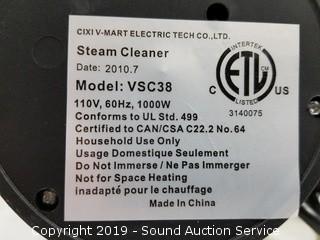 CIXI V-MART ELECTRIC TECH CO.,LTD.
Steam Cleaner
Date: 2010.7
Model: VSC38
110V, 60Hz, 1000W
Conforms to UL Std. 499
Certified to CAN/CSA C22.2 No.64
Household Use Only
Usage Domestique Seulement
Do Not Immerse / Ne Pas Immerger
Not for Space Heating
inadapté pour le chauffage
Made In China
INTERTEK
ETL
CM
C US
LISTED
3140075
Copyright 2019 - Sound Auction Service